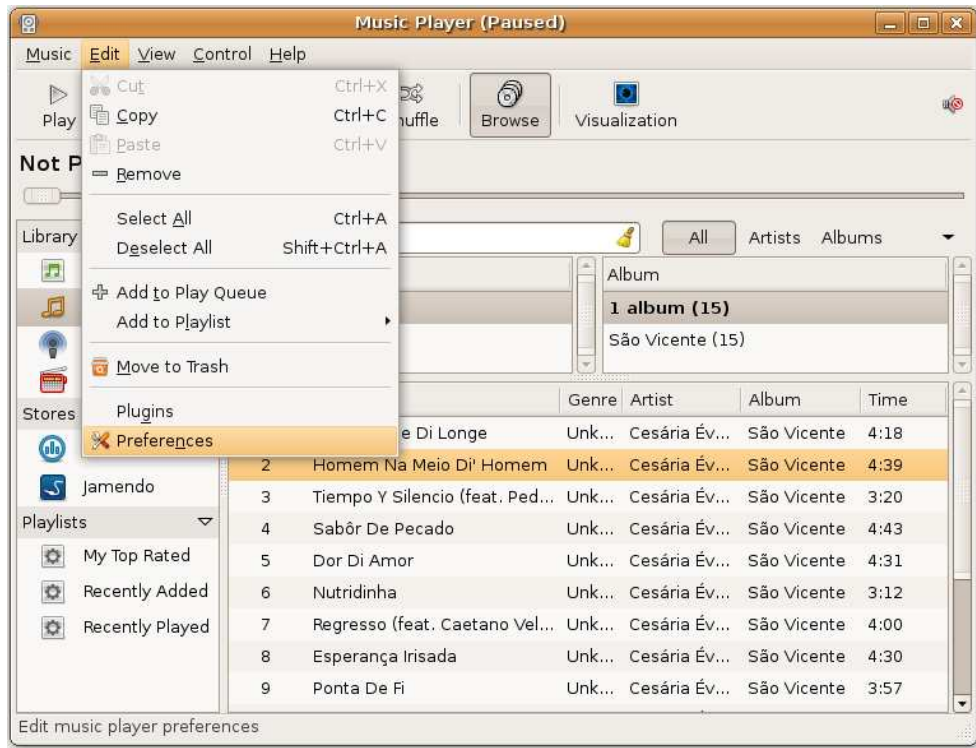 Music Player (Paused)
Music Edit View Control Help
Play
huffle
Browse
Visualization
Cut Ctrl+X
Copy Ctrl+C
Paste Ctrl+V
Remove
Select All Ctrl+A
Deselect All Shift+Ctrl+A
Add to Play Queue
Add to Playlist
Move to Trash
Plugins
Preferences
Not P
Library
All Artists Albums
Album
1 album (15)
São Vicente (15)
Stores
Jamendo
Playlists
My Top Rated
Recently Added
Recently Played
Genre Artist Album Time
e Di Longe Unk... Cesária Év... São Vicente 4:18
2 Homem Na Meio Di' Homem Unk... Cesária Év... São Vicente 4:39
3 Tiempo Y Silencio (feat. Ped... Unk... Cesária Év... São Vicente 3:20
4 Sabôr De Pecado Unk... Cesária Év... São Vicente 4:43
5 Dor Di Amor Unk... Cesária Év... São Vicente 4:31
6 Nutridinha Unk... Cesária Év... São Vicente 3:12
7 Regresso (feat. Caetano Vel... Unk... Cesária Év... São Vicente 4:00
8 Esperança Irisada Unk... Cesária Év... São Vicente 4:30
9 Ponta De Fi Unk... Cesária Év... São Vicente 3:57
Edit music player preferences